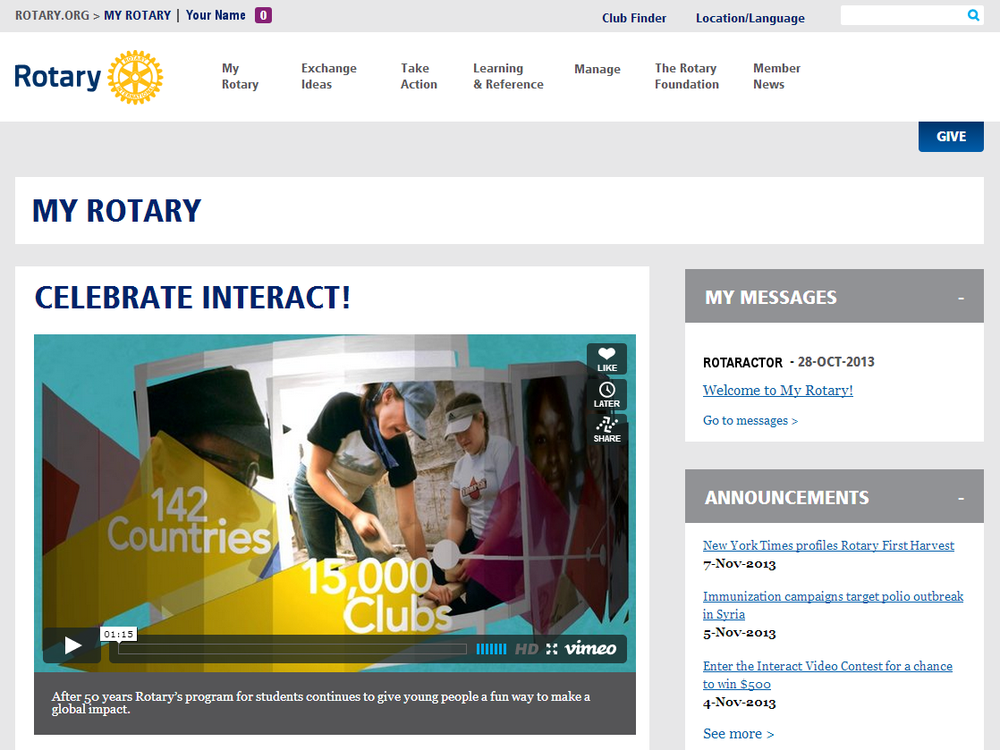 ROTARY.ORG > MY ROTARY | Your Name 0
Club Finder
Location/Language
Rotary
ROTARY
INTERNATIONAL
My
Rotary
Exchange
Ideas
Take
Action
Learning
& Reference
Manage
The Rotary
Foundation
Member
News
GIVE
MY ROTARY
CELEBRATE INTERACT!
LIKE
LATER
SHARE
142
Countries
15,000
Clubs
01:15
HD
vimeo
After 50 years Rotary's program for students continues to give young people a fun way to make a
global impact.
MY MESSAGES -
ROTARACTOR - 28-OCT-2013
Welcome to My Rotary!
Go to messages >
ANNOUNCEMENTS -
New York Times profiles Rotary First Harvest
7-Nov-2013
Immunization campaigns target polio outbreak
in Syria
5-Nov-2013
Enter the Interact Video Contest for a chance
to win $500
4-Nov-2013
See more >